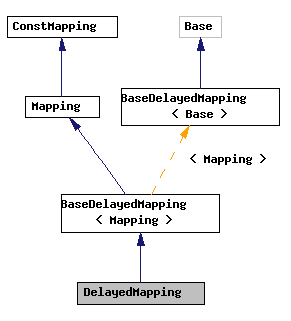 ConstMapping
Base
Mapping
BaseDelayedMapping
< Base >
< Mapping >
BaseDelayedMapping
< Mapping >
DelayedMapping